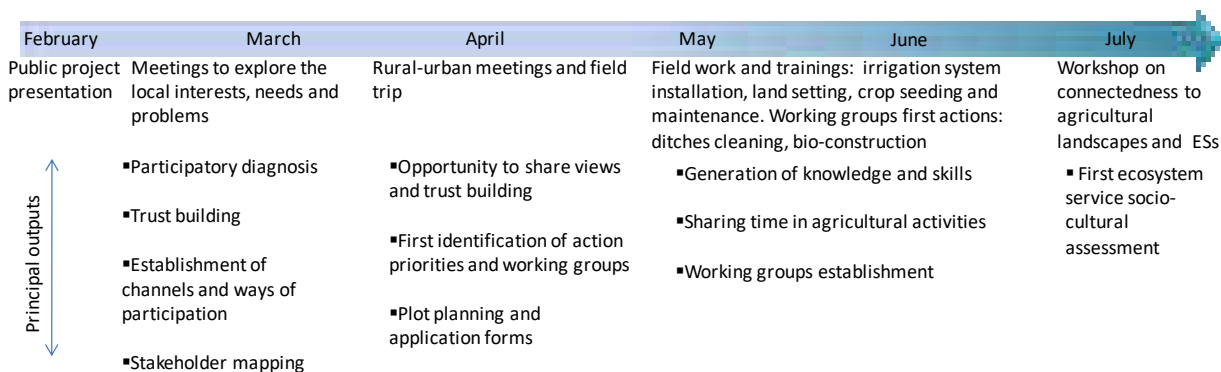 February March April May June July
Public project
presentation
Meetings to explore the
local interests, needs and
problems
Rural-urban meetings and field
trip
Field work and trainings: irrigation system
installation, land setting, crop seeding and
maintenance. Working groups first actions:
ditches cleaning, bio-construction
Workshop on
connectedness to
agricultural
landscapes and ESs
Principal outputs
▪Participatory diagnosis
▪Trust building
▪Establishment of
channels and ways of
participation
▪Stakeholder mapping
▪Opportunity to share views
and trust building
▪First identification of action
priorities and working groups
▪Plot planning and
application forms
▪Generation of knowledge and skills
▪Sharing time in agricultural activities
▪Working groups establishment
▪ First ecosystem
service socio-
cultural
assessment